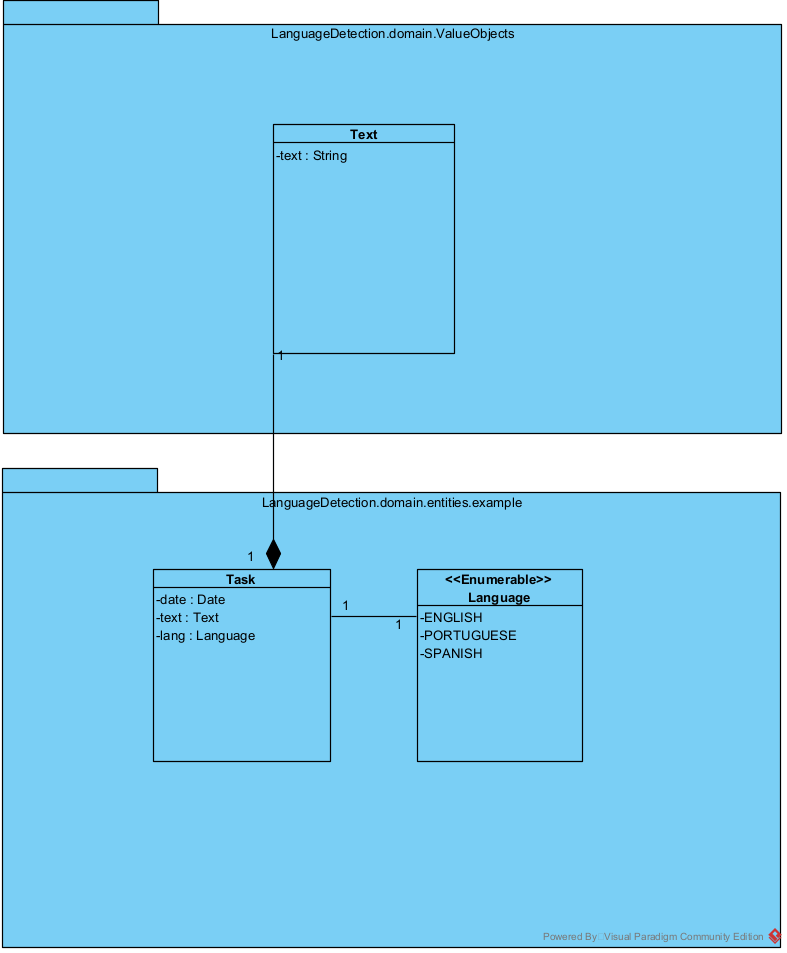 LanguageDetection.domain.ValueObjects
Text
-text : String
1
LanguageDetection.domain.entities.example
1
Task
-date : Date
-text : Text
-lang : Language
1
1
<<Enumerable>>
Language
-ENGLISH
-PORTUGUESE
-SPANISH
Powered By Visual Paradigm Community Edition